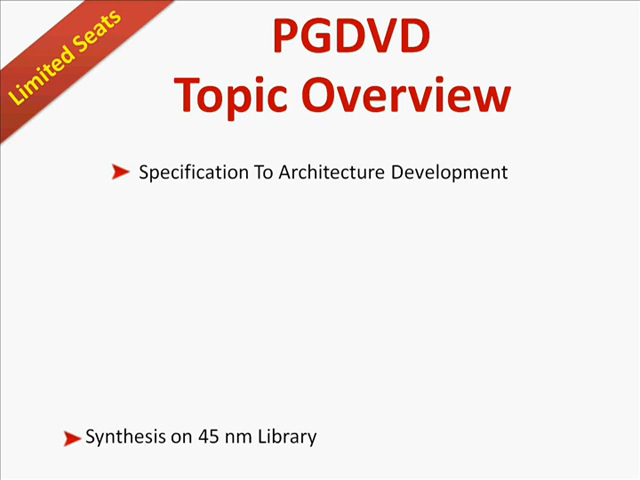 Limited Seats
PGDVD
Topic Overview
Specification To Architecture Development
Synthesis on 45 nm Library